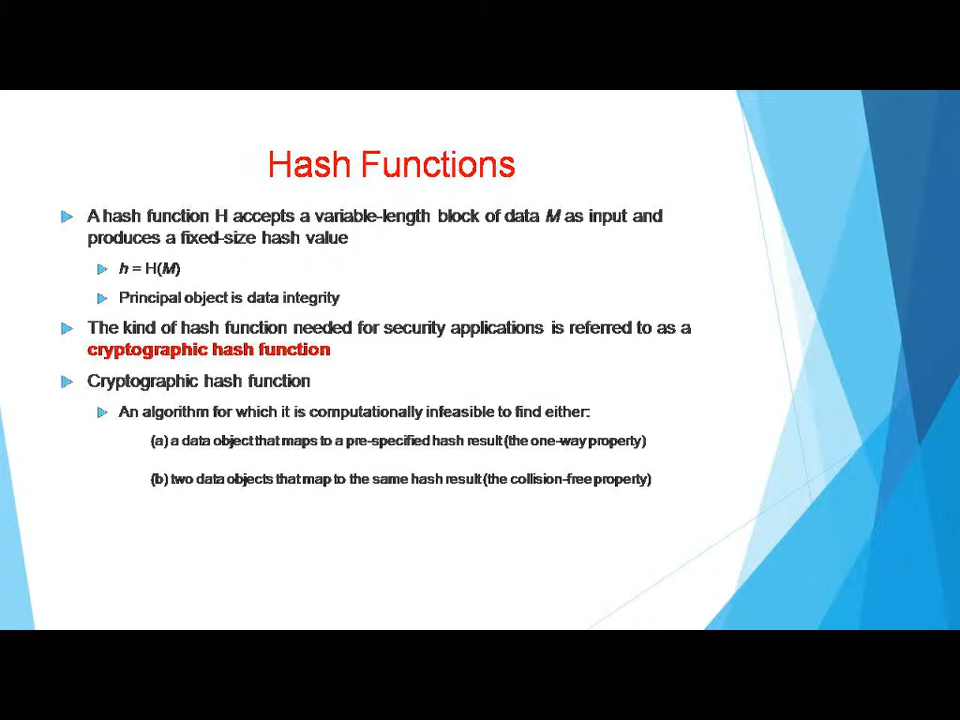 Hash Functions
A hash function H accepts a variable-length block of data M as input and
produces a fixed-size hash value
h = H(M)
Principal object is data integrity
The kind of hash function needed for security applications is referred to as a
cryptographic hash function
Cryptographic hash function
An algorithm for which it is computationally infeasible to find either:
(a) a data object that maps to a pre-specified hash result (the one-way property)
(b) two data objects that map to the same hash result (the collision-free property)